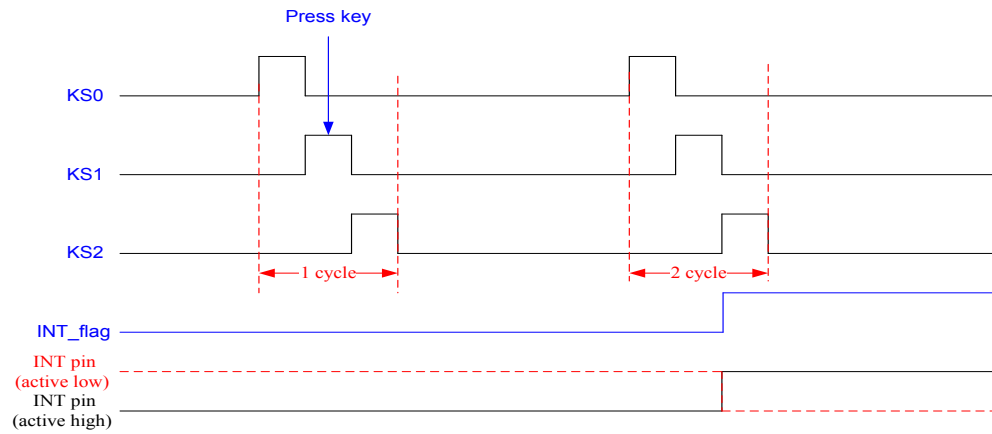 Press key
KS0
KS1
KS2
1 cycle
2 cycle
INT_flag
INT pin
(active low)
INT pin
(active high)